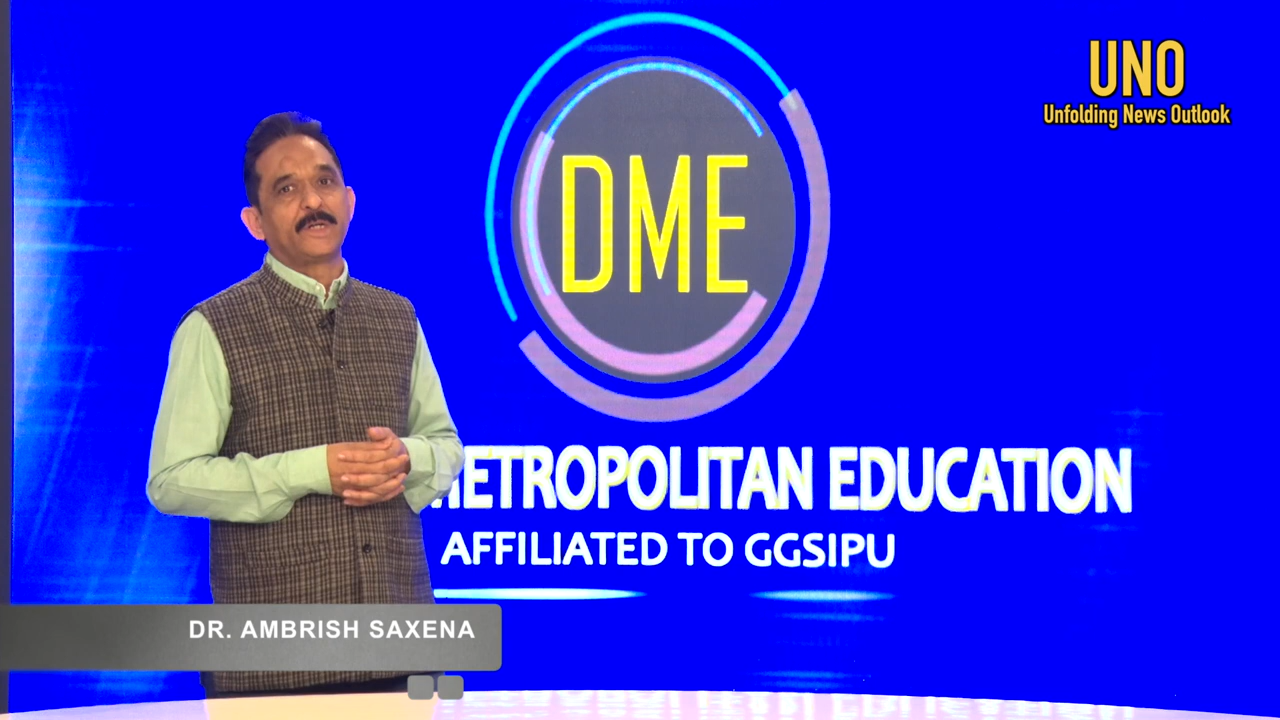 UNO
Unfolding News Outlook
DME
METROPOLITAN EDUCATION
AFFILIATED TO GGSIPU
DR. AMBRISH SAXENA